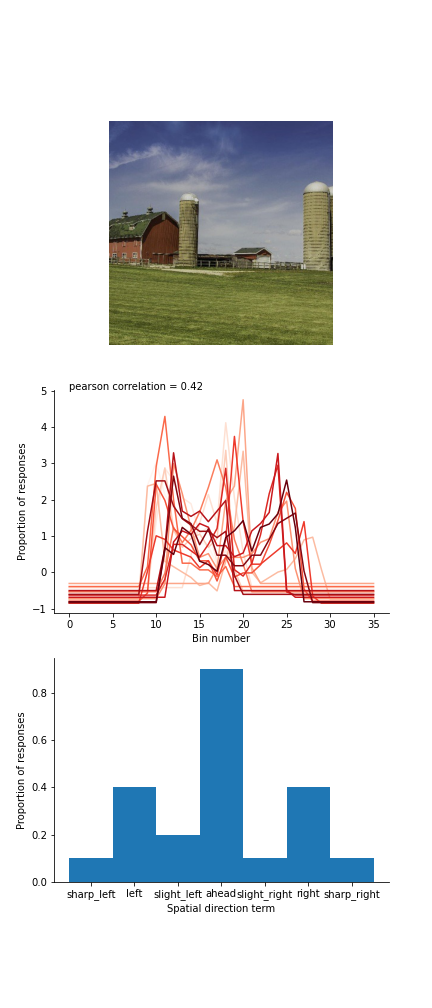 pearson correlation = 0.42
5
4
3
2
1
0
−1
Proportion of responses
0 5 10 15 20 25 30 35
Bin number
0.8
0.6
0.4
0.2
0.0
Proportion of responses
sharp_left left slight_left ahead slight_right right sharp_right
Spatial direction term